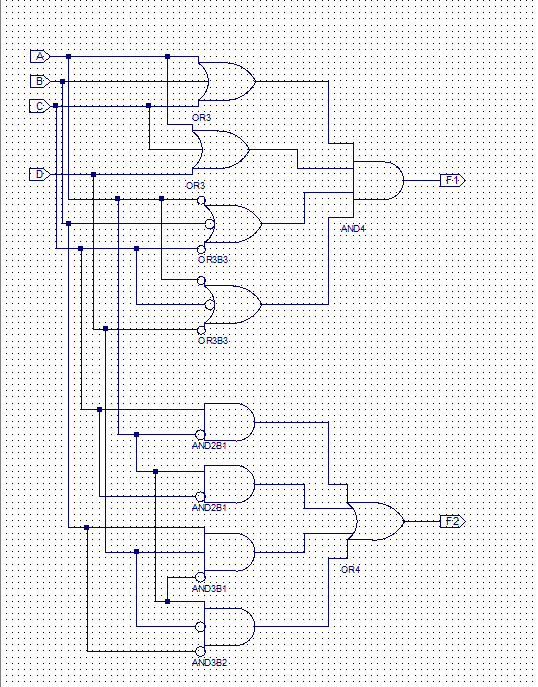 A
B
C
OR3
D
F1
OR3
AND4
OR3B3
OR3B3
AND2B1
AND2B1
F2
OR4
AND3B1
AND3B2